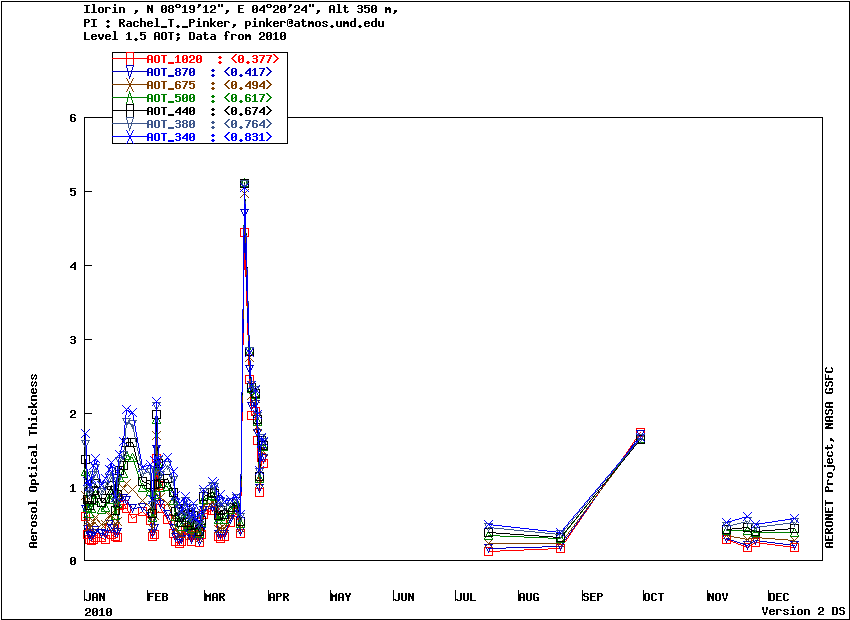 Ilorin , N 08°19'12", E 04°20'24", Alt 350 m,
PI : Rachel_T._Pinker, pinker@atmos.umd.edu
Level 1.5 AOT; Data from 2010
AOT_1020 : <0.377>
AOT_870 : <0.417>
AOT_675 : <0.494>
AOT_500 : <0.617>
AOT_440 : <0.674>
AOT_380 : <0.764>
AOT_340 : <0.831>
6
5
4
3
2
1
0
Aerosol Optical Thickness
AERONET Project, NASA GSFC
JAN FEB MAR APR MAY JUN JUL AUG SEP OCT NOV DEC
2010
Version 2 DS